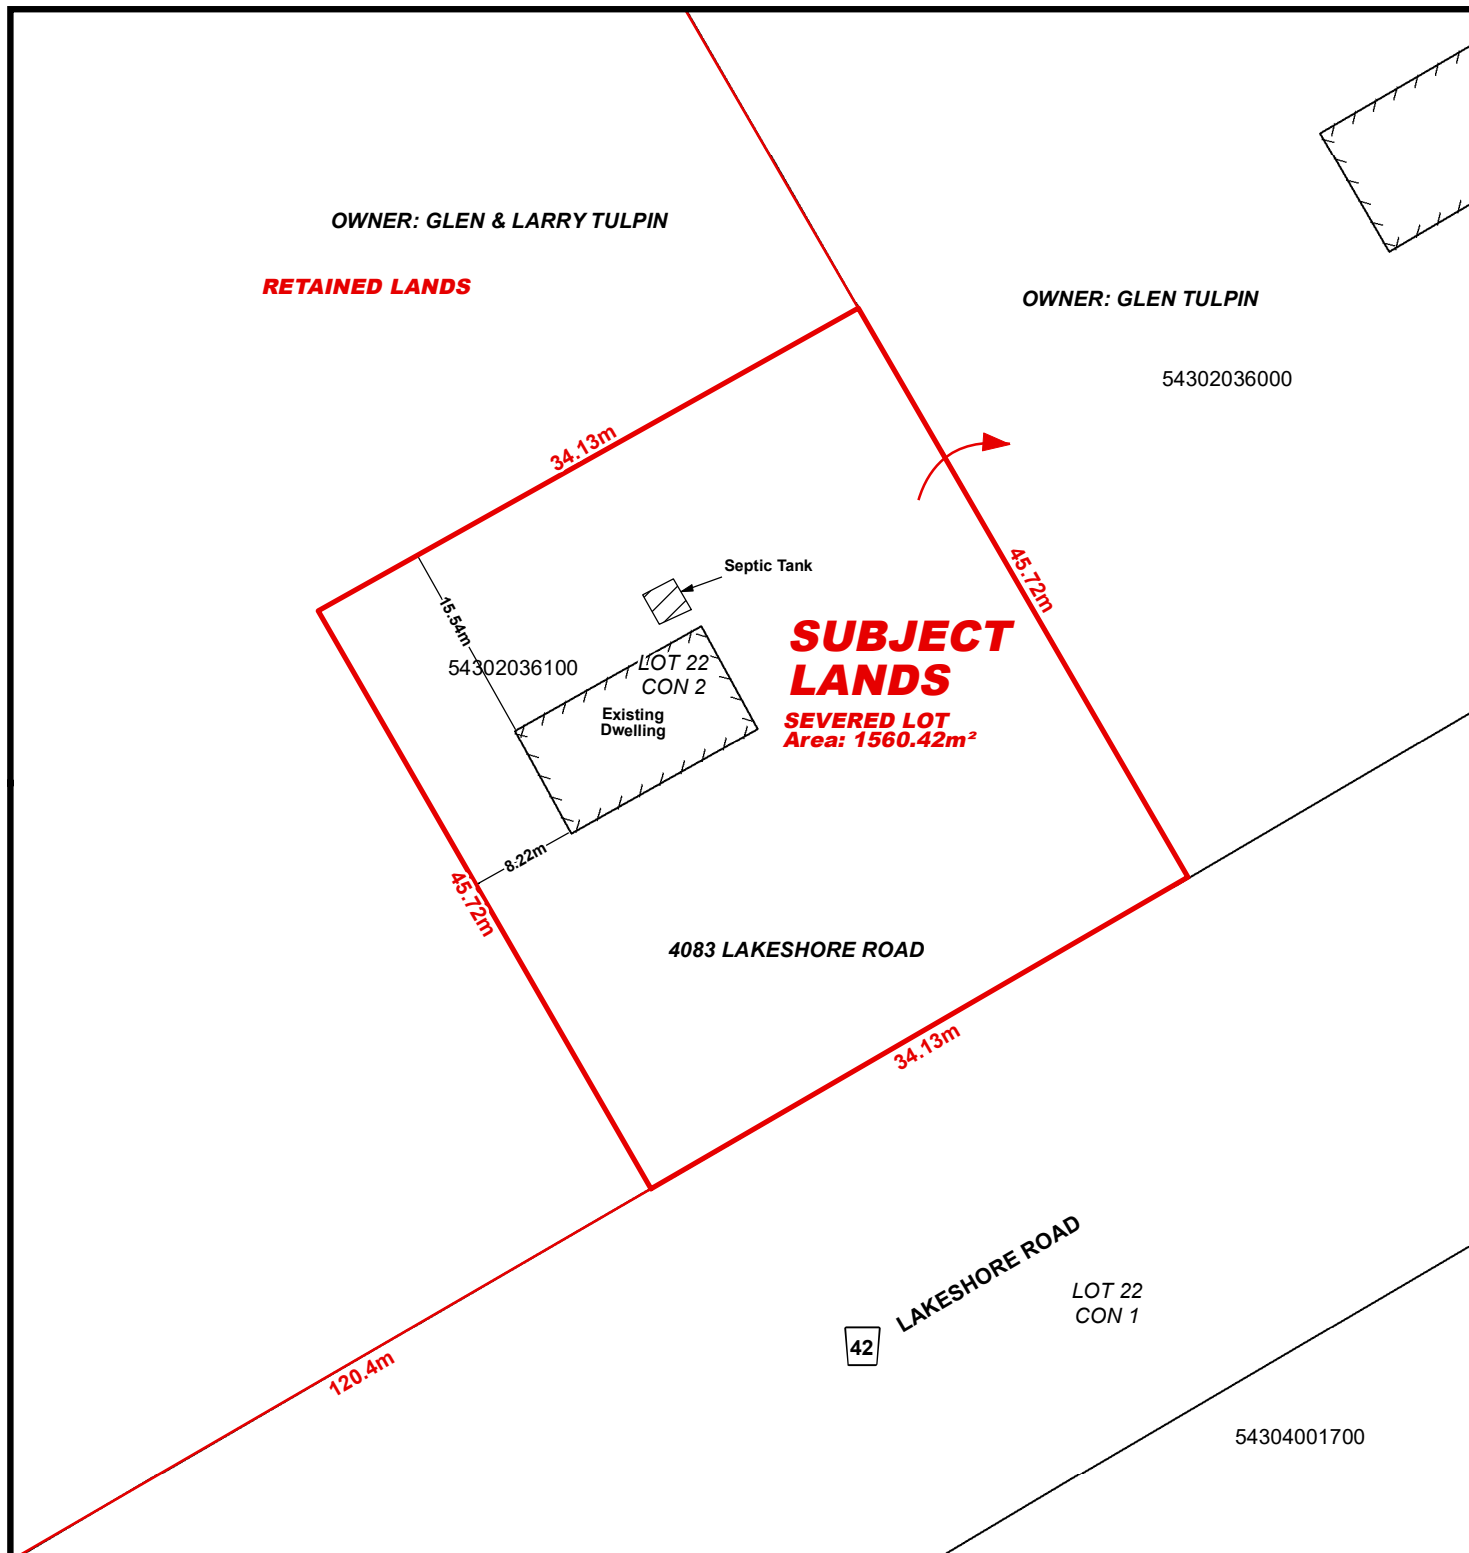 OWNER: GLEN & LARRY TULPIN
RETAINED LANDS
OWNER: GLEN TULPIN
54302036000
34.13m
45.72m
Septic Tank
15.54m
54302036100
LOT 22
CON 2
Existing
Dwelling
SUBJECT
LANDS
SEVERED LOT
Area: 1560.42m²
8.22m
45.72m
4083 LAKESHORE ROAD
34.13m
LAKESHORE ROAD
42
LOT 22
CON 1
120.4m
54304001700